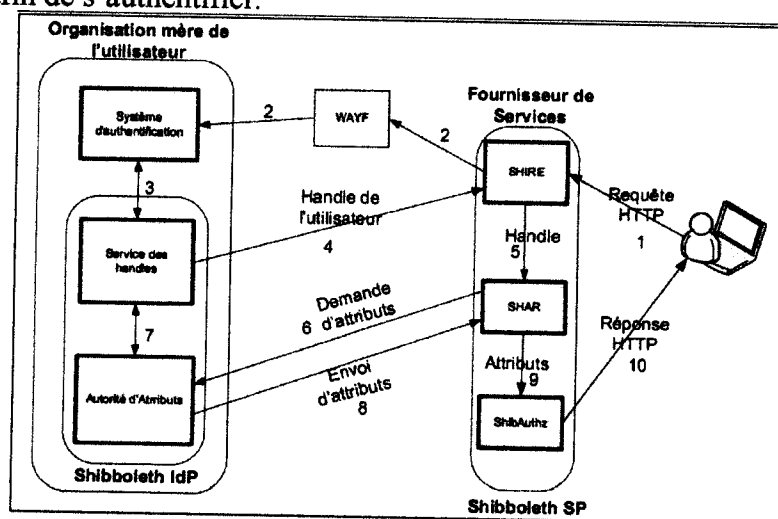 de s'authentifier.
Organisation mère de
l'utilisateur
Système
d'authentification
2
WAYF
2
Fournisseur de
Services
SHIRE
3
Handle de
l'utilisateur
4
Requête
HTTP
1
Handle
5
Service des
handles
Demande
6 d'attributs
SHAR
7
Réponse
HTTP
10
Envoi
d'attributs
8
Attributs
9
Autorité d'Attributs
ShibAuthz
Shibboleth IdP
Shibboleth SP